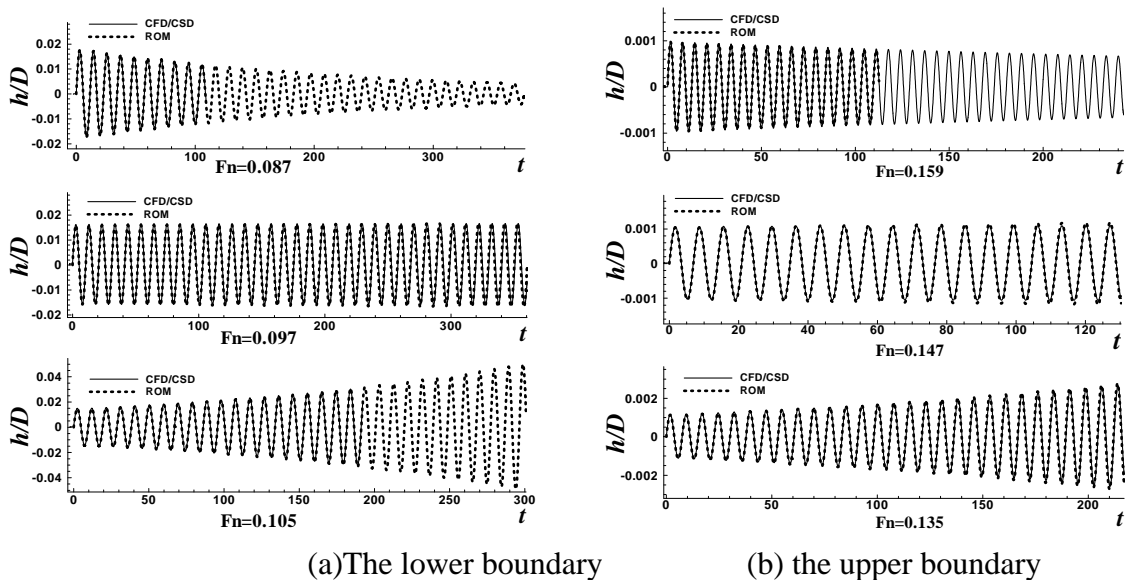 CFD/CSD
ROM
h/D
0.02
0.01
0
-0.01
-0.02
0 100 200 300
Fn=0.087 t
CFD/CSD
ROM
h/D
0.02
0.01
0
-0.01
-0.02
0 100 200 300
Fn=0.097 t
CFD/CSD
ROM
h/D
0.04
0.02
0
-0.02
-0.04
0 50 100 150 200 250 300
Fn=0.105 t
(a)The lower boundary
CFD/CSD
ROM
h/D
0.001
0
-0.001
0 50 100 150 200
Fn=0.159 t
CFD/CSD
ROM
h/D
0.001
0
-0.001
0 20 40 60 80 100 120
Fn=0.147 t
CFD/CSD
ROM
h/D
0.002
0
-0.002
0 50 100 150 200
Fn=0.135 t
(b) the upper boundary